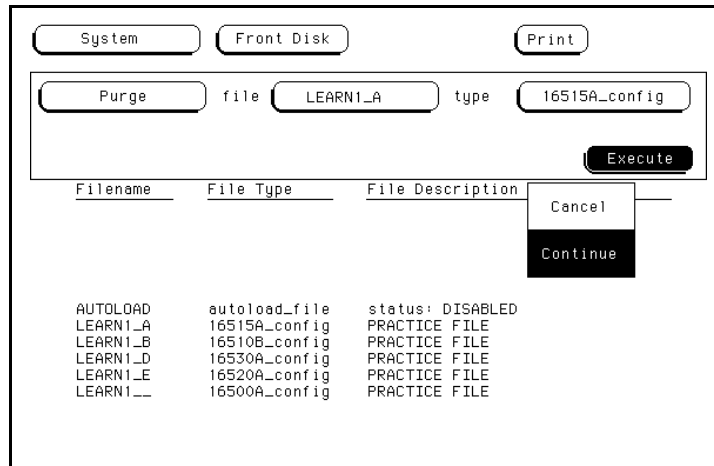 System Front Disk Print
Purge file LEARN1_A type 16515A_config
Execute
Filename File Type File Description
Cancel
Continue
AUTOLOAD autoload_file status: DISABLED
LEARN1_A 16515A_config PRACTICE FILE
LEARN1_B 16510B_config PRACTICE FILE
LEARN1_D 16530A_config PRACTICE FILE
LEARN1_E 16520A_config PRACTICE FILE
LEARN1__ 16500A_config PRACTICE FILE